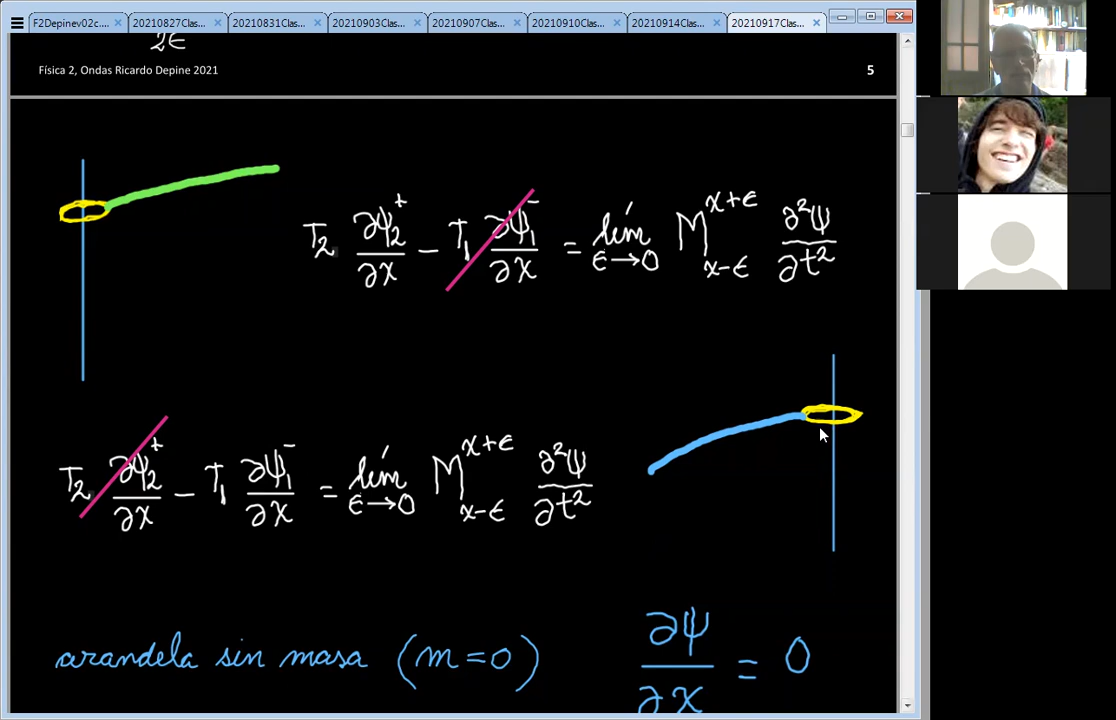 F2Depinev02c... 20210827Clas... 20210831Clas... 20210903Clas... 20210907Clas... 20210910Clas... 20210914Clas... 20210917Clas...
2ϵ
Física 2, Ondas Ricardo Depine 2021 5
T₂ ∂ψ₂⁺/∂x − T₁ ∂ψ₁⁻/∂x = lím ϵ→0 M x+ϵ x−ϵ ∂²ψ/∂t²
T₂ ∂ψ₂⁺/∂x − T₁ ∂ψ₁⁻/∂x = lím ϵ→0 M x+ϵ x−ϵ ∂²ψ/∂t²
arandela sin masa (m=0) ∂ψ/∂x = 0